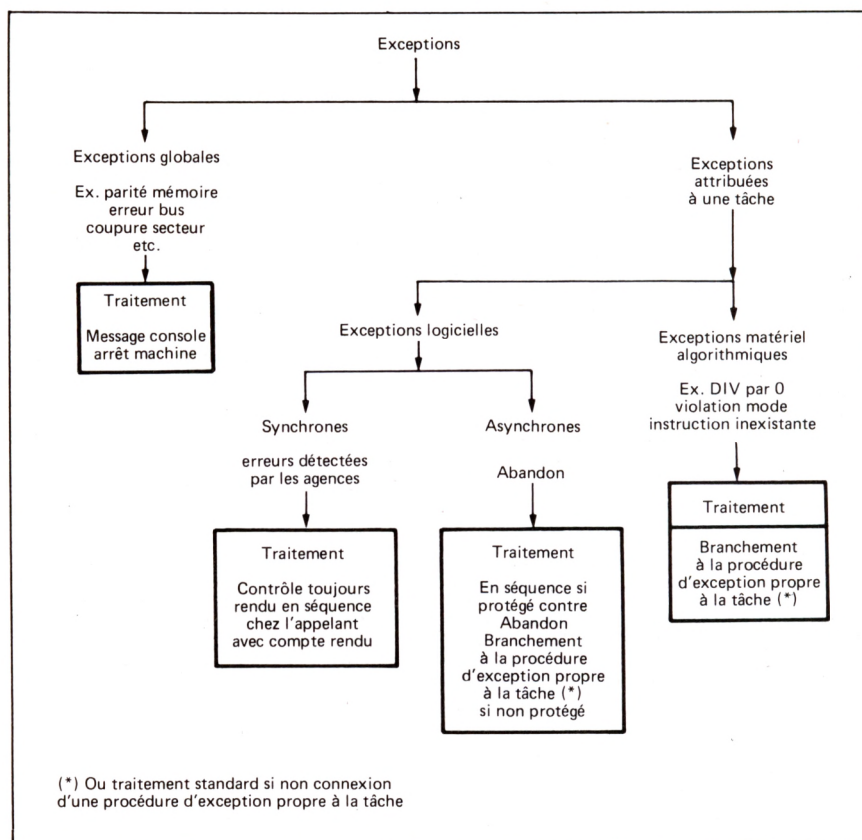 Exceptions
Exceptions globales
Ex. parité mémoire
erreur bus
coupure secteur
etc.
Traitement
Message console
arrêt machine
Exceptions
attribuées
à une tâche
Exceptions logicielles
Exceptions matériel
algorithmiques
Ex. DIV par 0
violation mode
instruction inexistante
Synchrones
erreurs détectées
par les agences
Asynchrones
Abandon
Traitement
Contrôle toujours
rendu en séquence
chez l'appelant
avec compte rendu
Traitement
En séquence si
protégé contre
Abandon
Branchement
à la procédure
d'exception propre
à la tâche (*)
si non protégé
Traitement
Branchement
à la procédure
d'exception propre
à la tâche (*)
(*) Ou traitement standard si non connexion
d'une procédure d'exception propre à la tâche